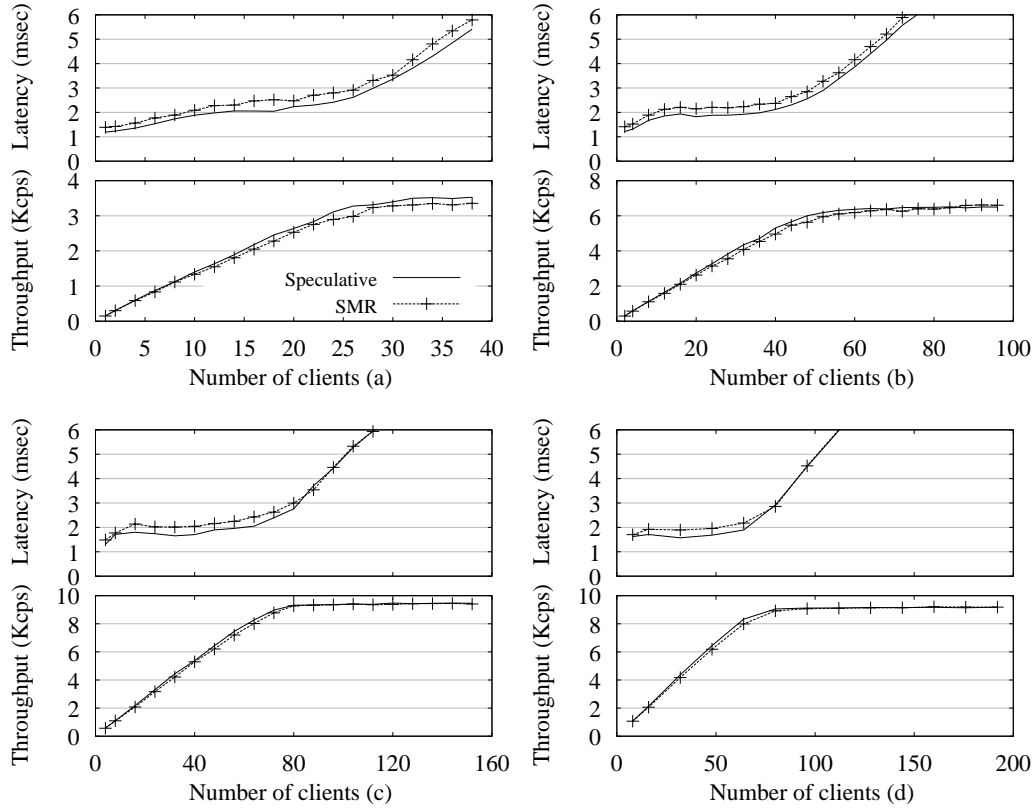 Latency (msec)
6
5
4
3
2
1
0
Throughput (Kcps)
4
3
2
1
0
Speculative
SMR
0 5 10 15 20 25 30 35 40
Number of clients (a)
Latency (msec)
6
5
4
3
2
1
0
Throughput (Kcps)
8
6
4
2
0
0 20 40 60 80 100
Number of clients (b)
Latency (msec)
6
5
4
3
2
1
0
Throughput (Kcps)
10
8
6
4
2
0
0 40 80 120 160
Number of clients (c)
Latency (msec)
6
5
4
3
2
1
0
Throughput (Kcps)
10
8
6
4
2
0
0 50 100 150 200
Number of clients (d)